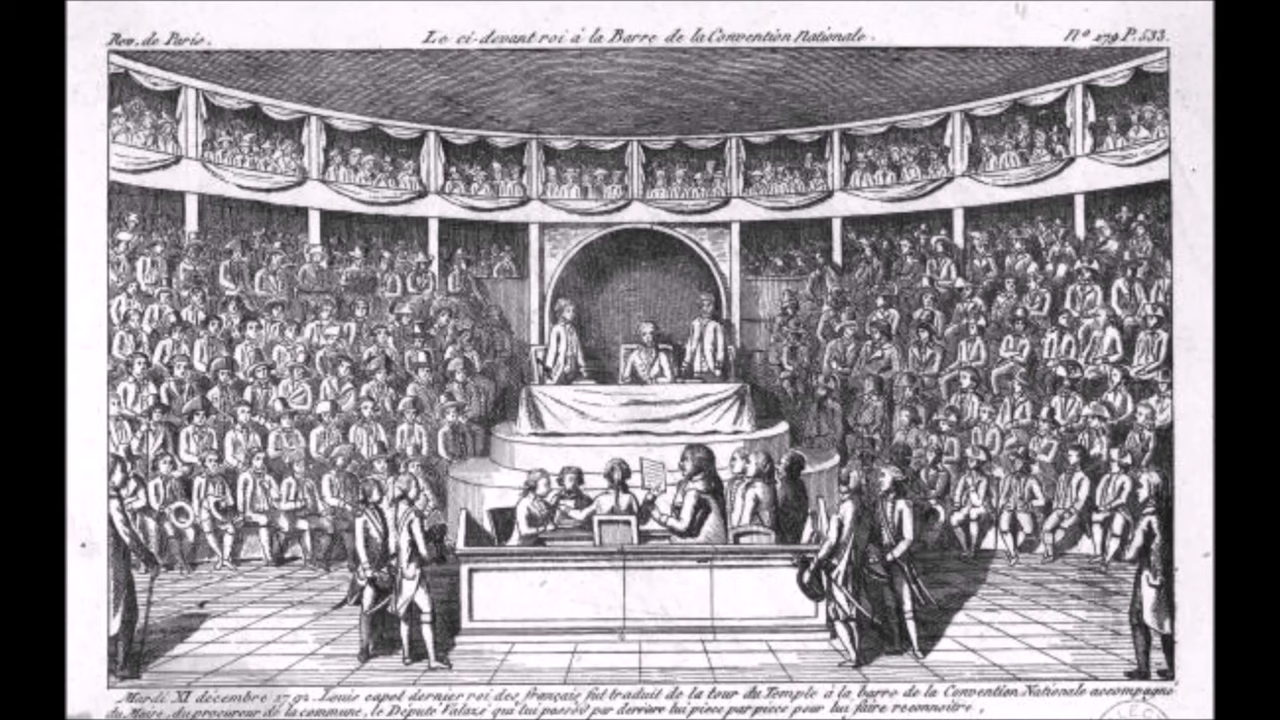 Rev. de Paris.
Le ci-devant roi à la Barre de la Convention Nationale.
N° 179 P. 533
Mardi XI décembre 1792. Louis capet dernier roi des français fut traduit de la tour du Temple à la barre de la Convention Nationale accompagné
du Maire, du procureur de la commune, le Député Valazé qui lui passoit par derrière lui piece par piece pour lui faire reconnoitre.